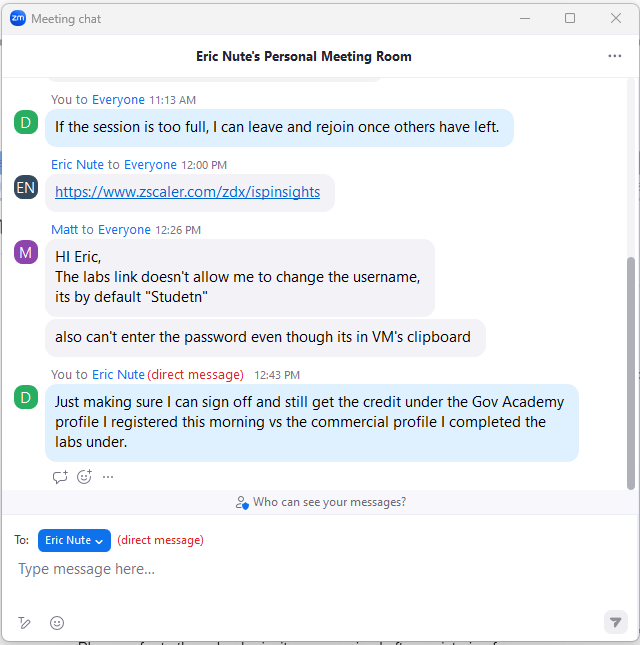 zm Meeting chat
Eric Nute's Personal Meeting Room
You to Everyone 11:13 AM
D
If the session is too full, I can leave and rejoin once others have left.
Eric Nute to Everyone 12:00 PM
EN
https://www.zscaler.com/zdx/ispinsights
Matt to Everyone 12:26 PM
M
HI Eric,
The labs link doesn't allow me to change the username,
its by default "Studetn"
also can't enter the password even though its in VM's clipboard
You to Eric Nute (direct message) 12:43 PM
D
Just making sure I can sign off and still get the credit under the Gov Academy
profile I registered this morning vs the commercial profile I completed the
labs under.
Who can see your messages?
To: Eric Nute (direct message)
Type message here...